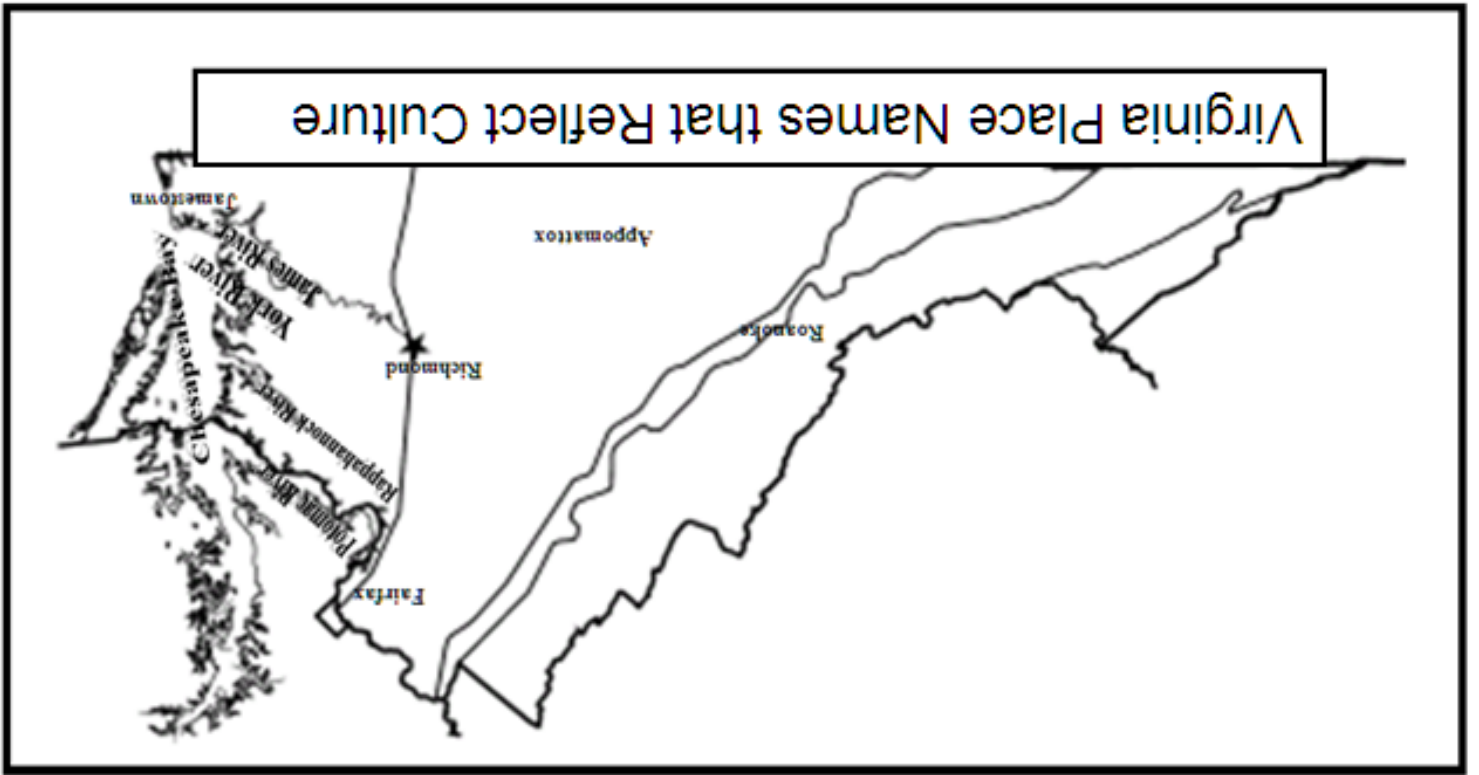 Fairfax
Potomac River
Rappahannock River
Chesapeake Bay
Richmond
Roanoke
York River
James River
Appomattox
Jamestown
Virginia Place Names that Reflect Culture